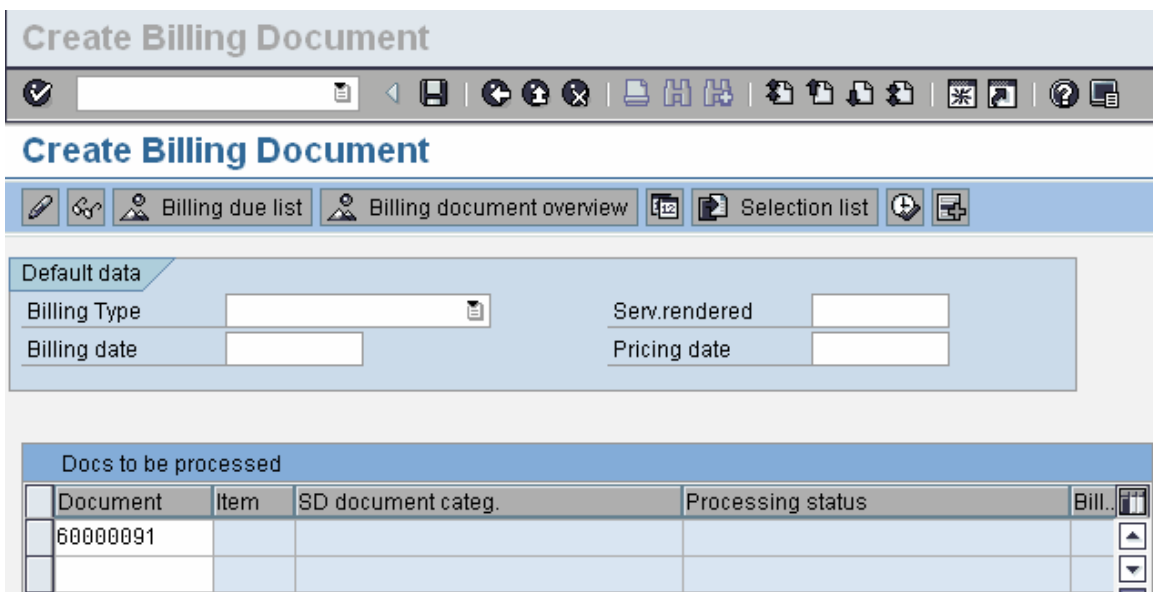 Create Billing Document
Create Billing Document
Billing due list Billing document overview Selection list
Default data
Billing Type Serv.rendered
Billing date Pricing date
Docs to be processed
Document Item SD document categ. Processing status Bill..
60000091